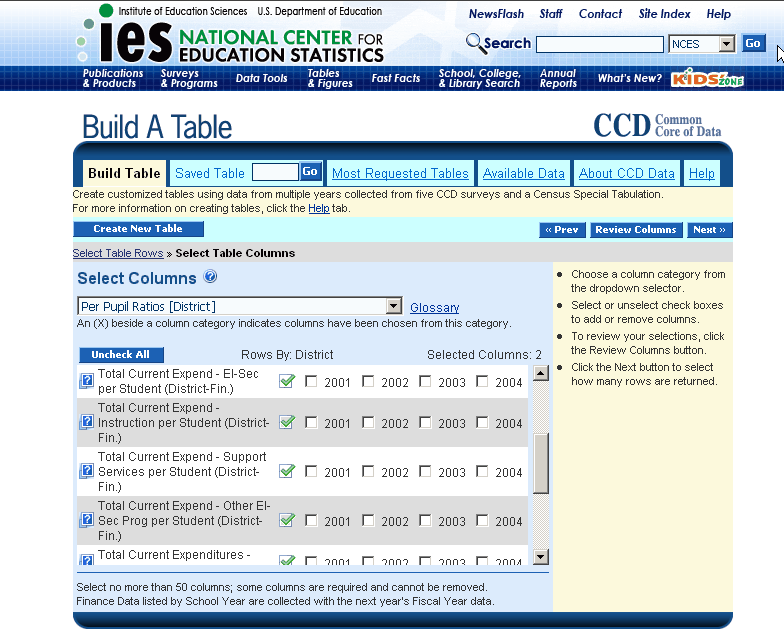 Institute of Education Sciences U.S. Department of Education
NewsFlash Staff Contact Site Index Help
ies NATIONAL CENTER FOR
EDUCATION STATISTICS
Search NCES Go
Publications & Products
Surveys & Programs
Data Tools
Tables & Figures
Fast Facts
School, College, & Library Search
Annual Reports
What's New?
KIDS' ZONE
Build A Table
CCD Common
Core of Data
Build Table Saved Table Go Most Requested Tables Available Data About CCD Data Help
Create customized tables using data from multiple years collected from five CCD surveys and a Census Special Tabulation.
For more information on creating tables, click the Help tab.
Create New Table « Prev Review Columns Next »
Select Table Rows » Select Table Columns
Select Columns ?
Per Pupil Ratios [District] Glossary
An (X) beside a column category indicates columns have been chosen from this category.
Uncheck All Rows By: District Selected Columns: 2
Total Current Expend - El-Sec
per Student (District-Fin.) 2001 2002 2003 2004
Total Current Expend -
Instruction per Student (District- 2001 2002 2003 2004
Fin.)
Total Current Expend - Support
Services per Student (District- 2001 2002 2003 2004
Fin.)
Total Current Expend - Other El-
Sec Prog per Student (District- 2001 2002 2003 2004
Fin.)
Total Current Expenditures - 2001 2002 2003 2004
Select no more than 50 columns; some columns are required and cannot be removed.
Finance Data listed by School Year are collected with the next year's Fiscal Year data.
Choose a column category from
the dropdown selector.
Select or unselect check boxes
to add or remove columns.
To review your selections, click
the Review Columns button.
Click the Next button to select
how many rows are returned.